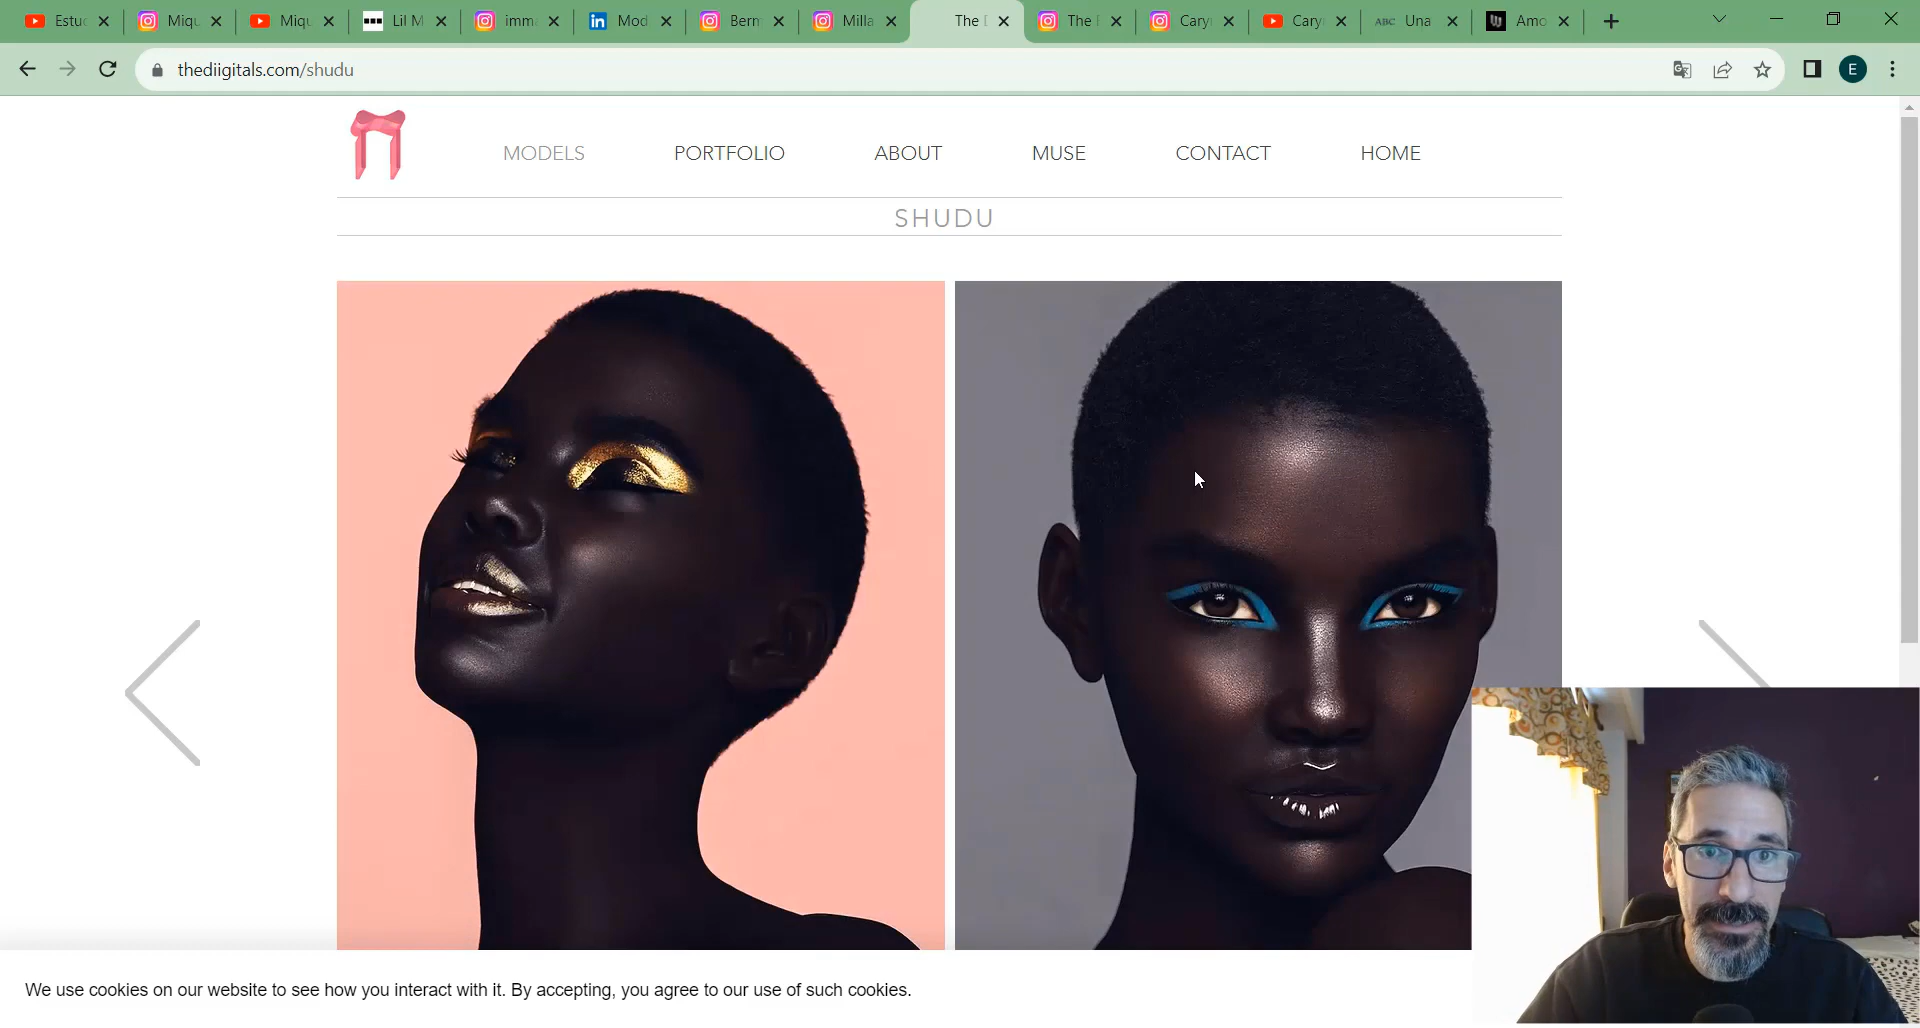 Estu
Miqu
Miqu
Lil M
imm
Mod
Berm
Milla
The
The
Cary
Cary
ABC Una
Amo
thediigitals.com/shudu
E
MODELS PORTFOLIO ABOUT MUSE CONTACT HOME
SHUDU
We use cookies on our website to see how you interact with it. By accepting, you agree to our use of such cookies.